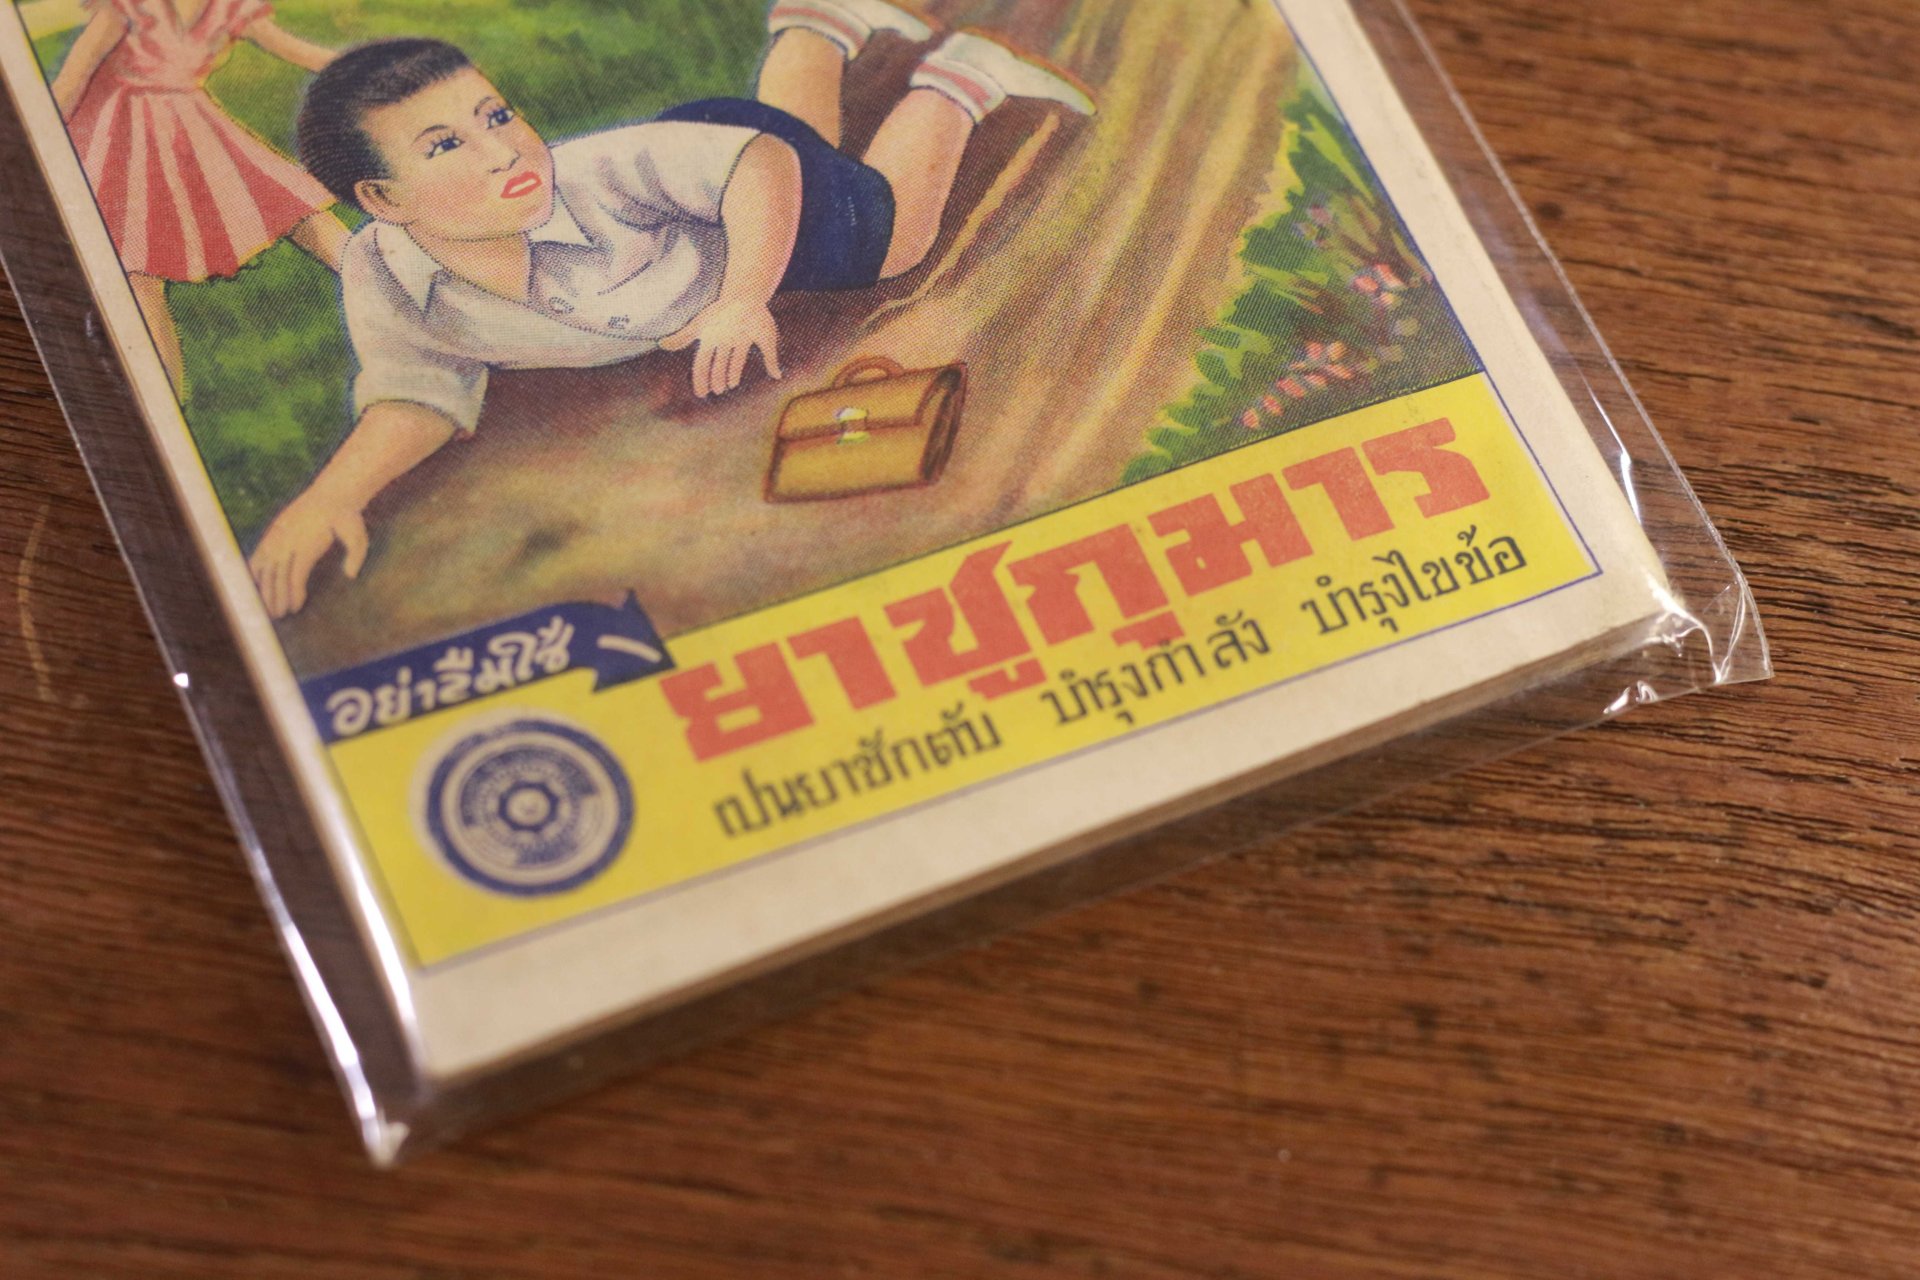 อย่าลืมใช้
ยาชูกุมาร
เปนยาซักตับ บำรุงกำลัง บำรุงไขข้อ